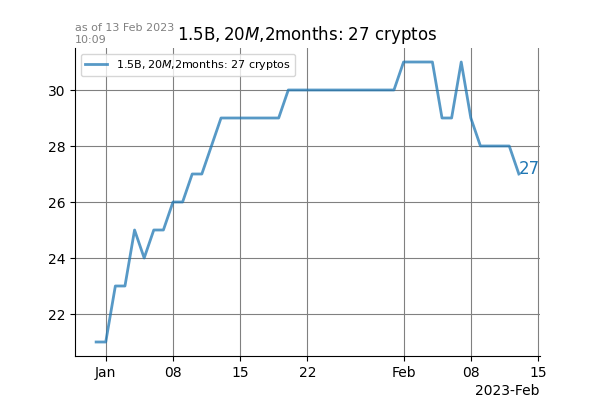 as of 13 Feb 2023
10:09
1.5B, 20M,2months: 27 cryptos
1.5B, 20M,2months: 27 cryptos
30
28
26
24
22
27
Jan 08 15 22 Feb 08 15
2023-Feb